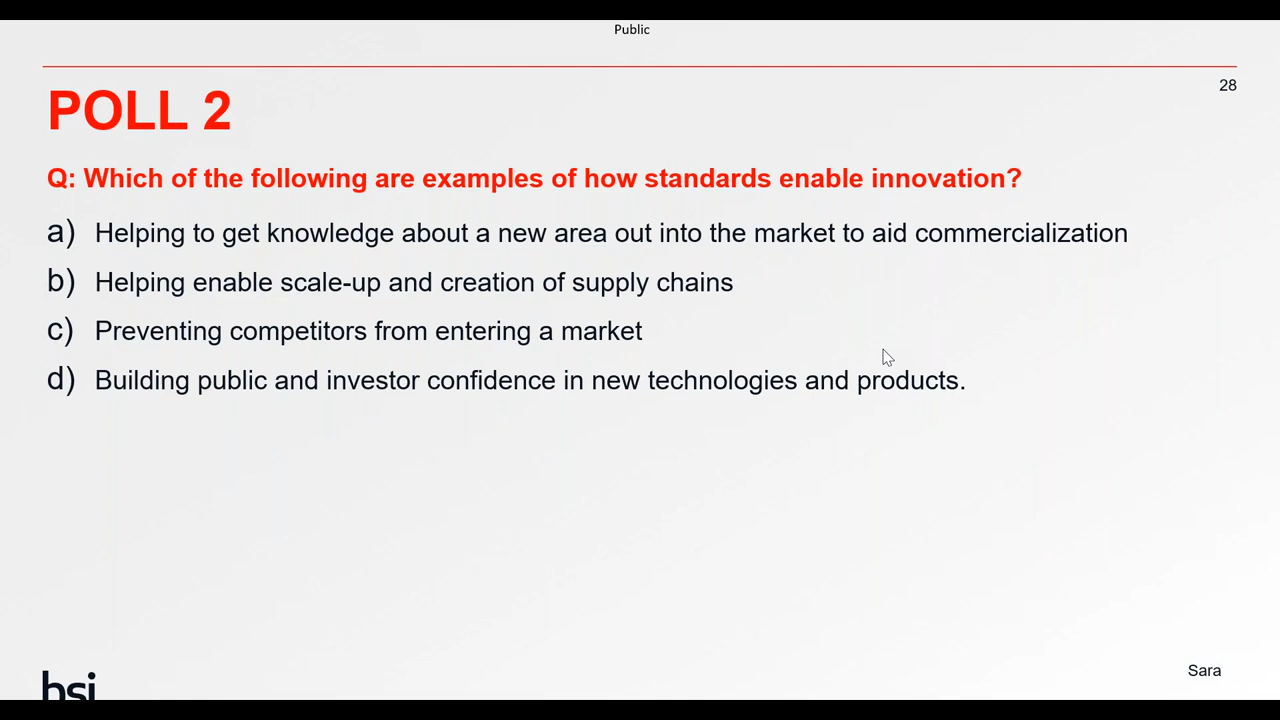 Public
28
POLL 2
Q: Which of the following are examples of how standards enable innovation?
a) Helping to get knowledge about a new area out into the market to aid commercialization
b) Helping enable scale-up and creation of supply chains
c) Preventing competitors from entering a market
d) Building public and investor confidence in new technologies and products.
Sara
bsi